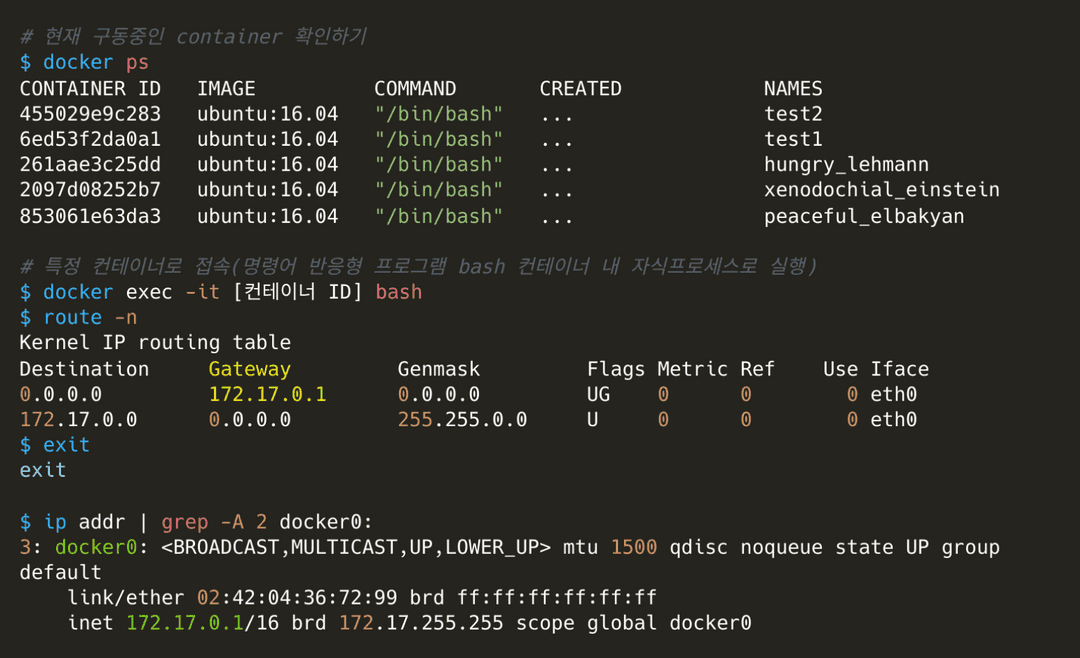 # 현재 구동중인 container 확인하기
$ docker ps
CONTAINER ID   IMAGE          COMMAND       CREATED            NAMES
455029e9c283   ubuntu:16.04   "/bin/bash"   ...                test2
6ed53f2da0a1   ubuntu:16.04   "/bin/bash"   ...                test1
261aae3c25dd   ubuntu:16.04   "/bin/bash"   ...                hungry_lehmann
2097d08252b7   ubuntu:16.04   "/bin/bash"   ...                xenodochial_einstein
853061e63da3   ubuntu:16.04   "/bin/bash"   ...                peaceful_elbakyan
# 특정 컨테이너로 접속(명령어 반응형 프로그램 bash 컨테이너 내 자식프로세스로 실행)
$ docker exec -it [컨테이너 ID] bash
$ route -n
Kernel IP routing table
Destination     Gateway         Genmask         Flags Metric Ref    Use Iface
0.0.0.0         172.17.0.1      0.0.0.0         UG    0      0        0 eth0
172.17.0.0      0.0.0.0         255.255.0.0     U     0      0        0 eth0
$ exit
exit
$ ip addr | grep -A 2 docker0:
3: docker0: <BROADCAST,MULTICAST,UP,LOWER_UP> mtu 1500 qdisc noqueue state UP group
default
    link/ether 02:42:04:36:72:99 brd ff:ff:ff:ff:ff:ff
    inet 172.17.0.1/16 brd 172.17.255.255 scope global docker0